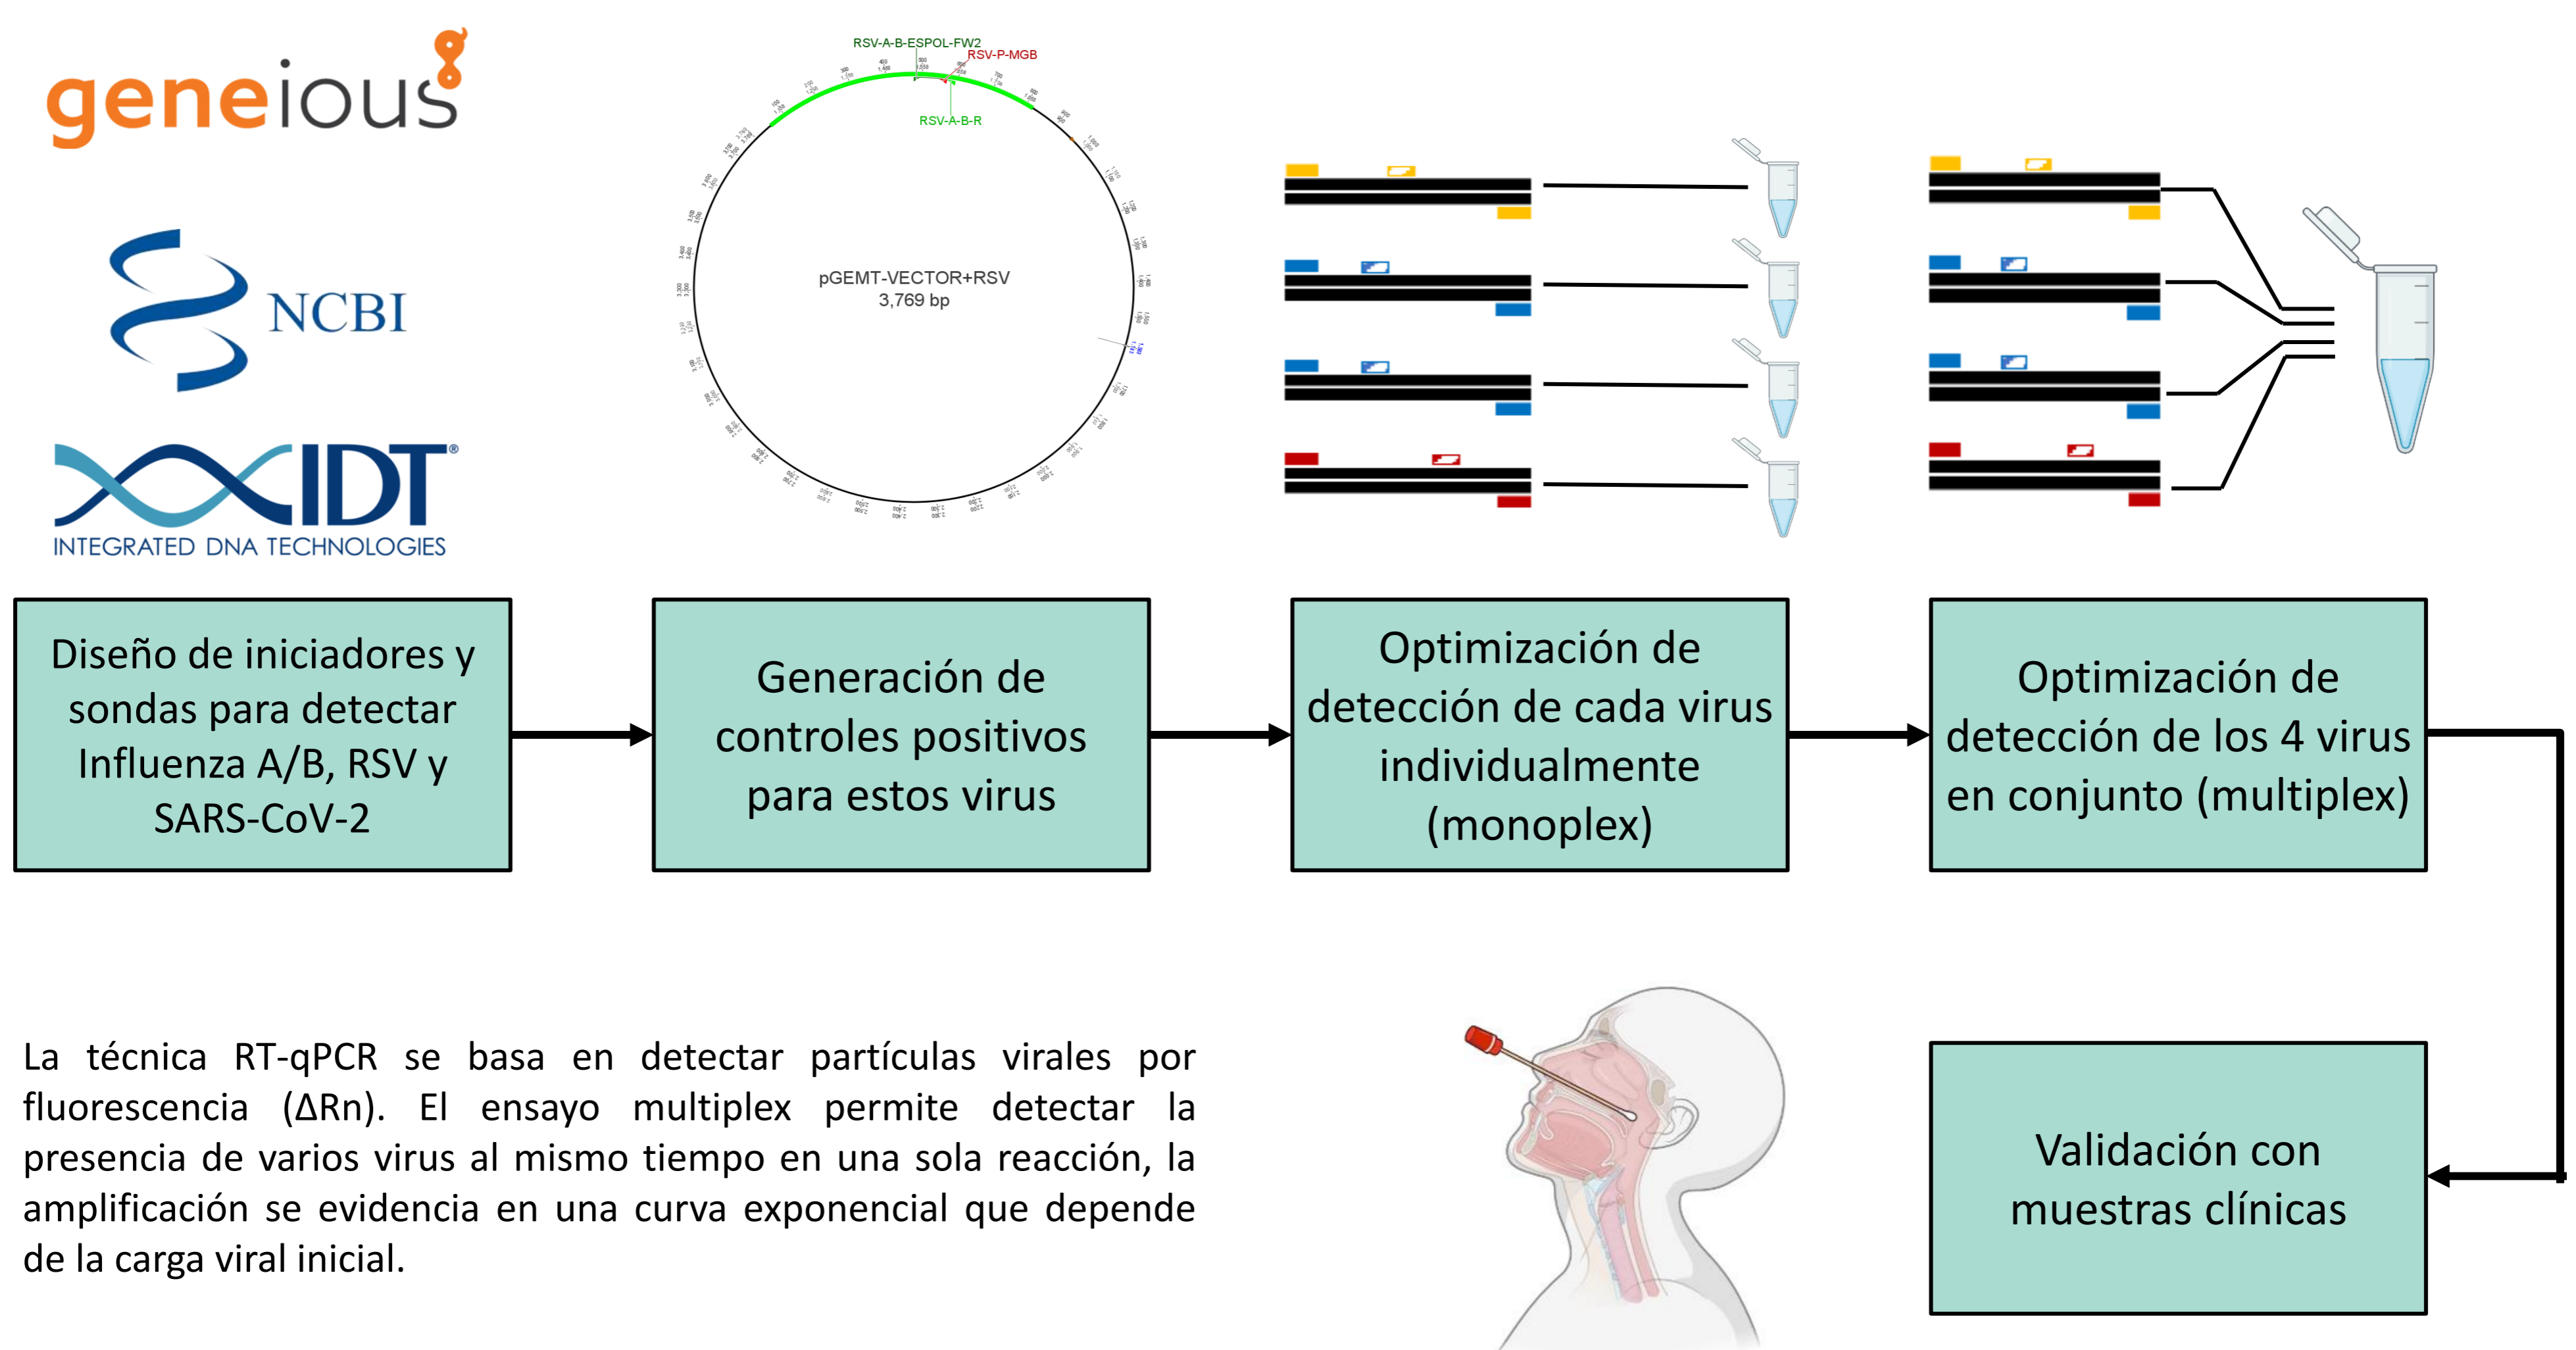 geneious
NCBI
IDT®
INTEGRATED DNA TECHNOLOGIES
RSV-A-B-ESPOL-FW2
RSV-P-MGB
RSV-A-B-R
pGEMT-VECTOR+RSV
3,769 bp
Diseño de iniciadores y
sondas para detectar
Influenza A/B, RSV y
SARS-CoV-2
Generación de
controles positivos
para estos virus
Optimización de
detección de cada virus
individualmente
(monoplex)
Optimización de
detección de los 4 virus
en conjunto (multiplex)
Validación con
muestras clínicas
La técnica RT-qPCR se basa en detectar partículas virales por
fluorescencia (ΔRn). El ensayo multiplex permite detectar la
presencia de varios virus al mismo tiempo en una sola reacción, la
amplificación se evidencia en una curva exponencial que depende
de la carga viral inicial.